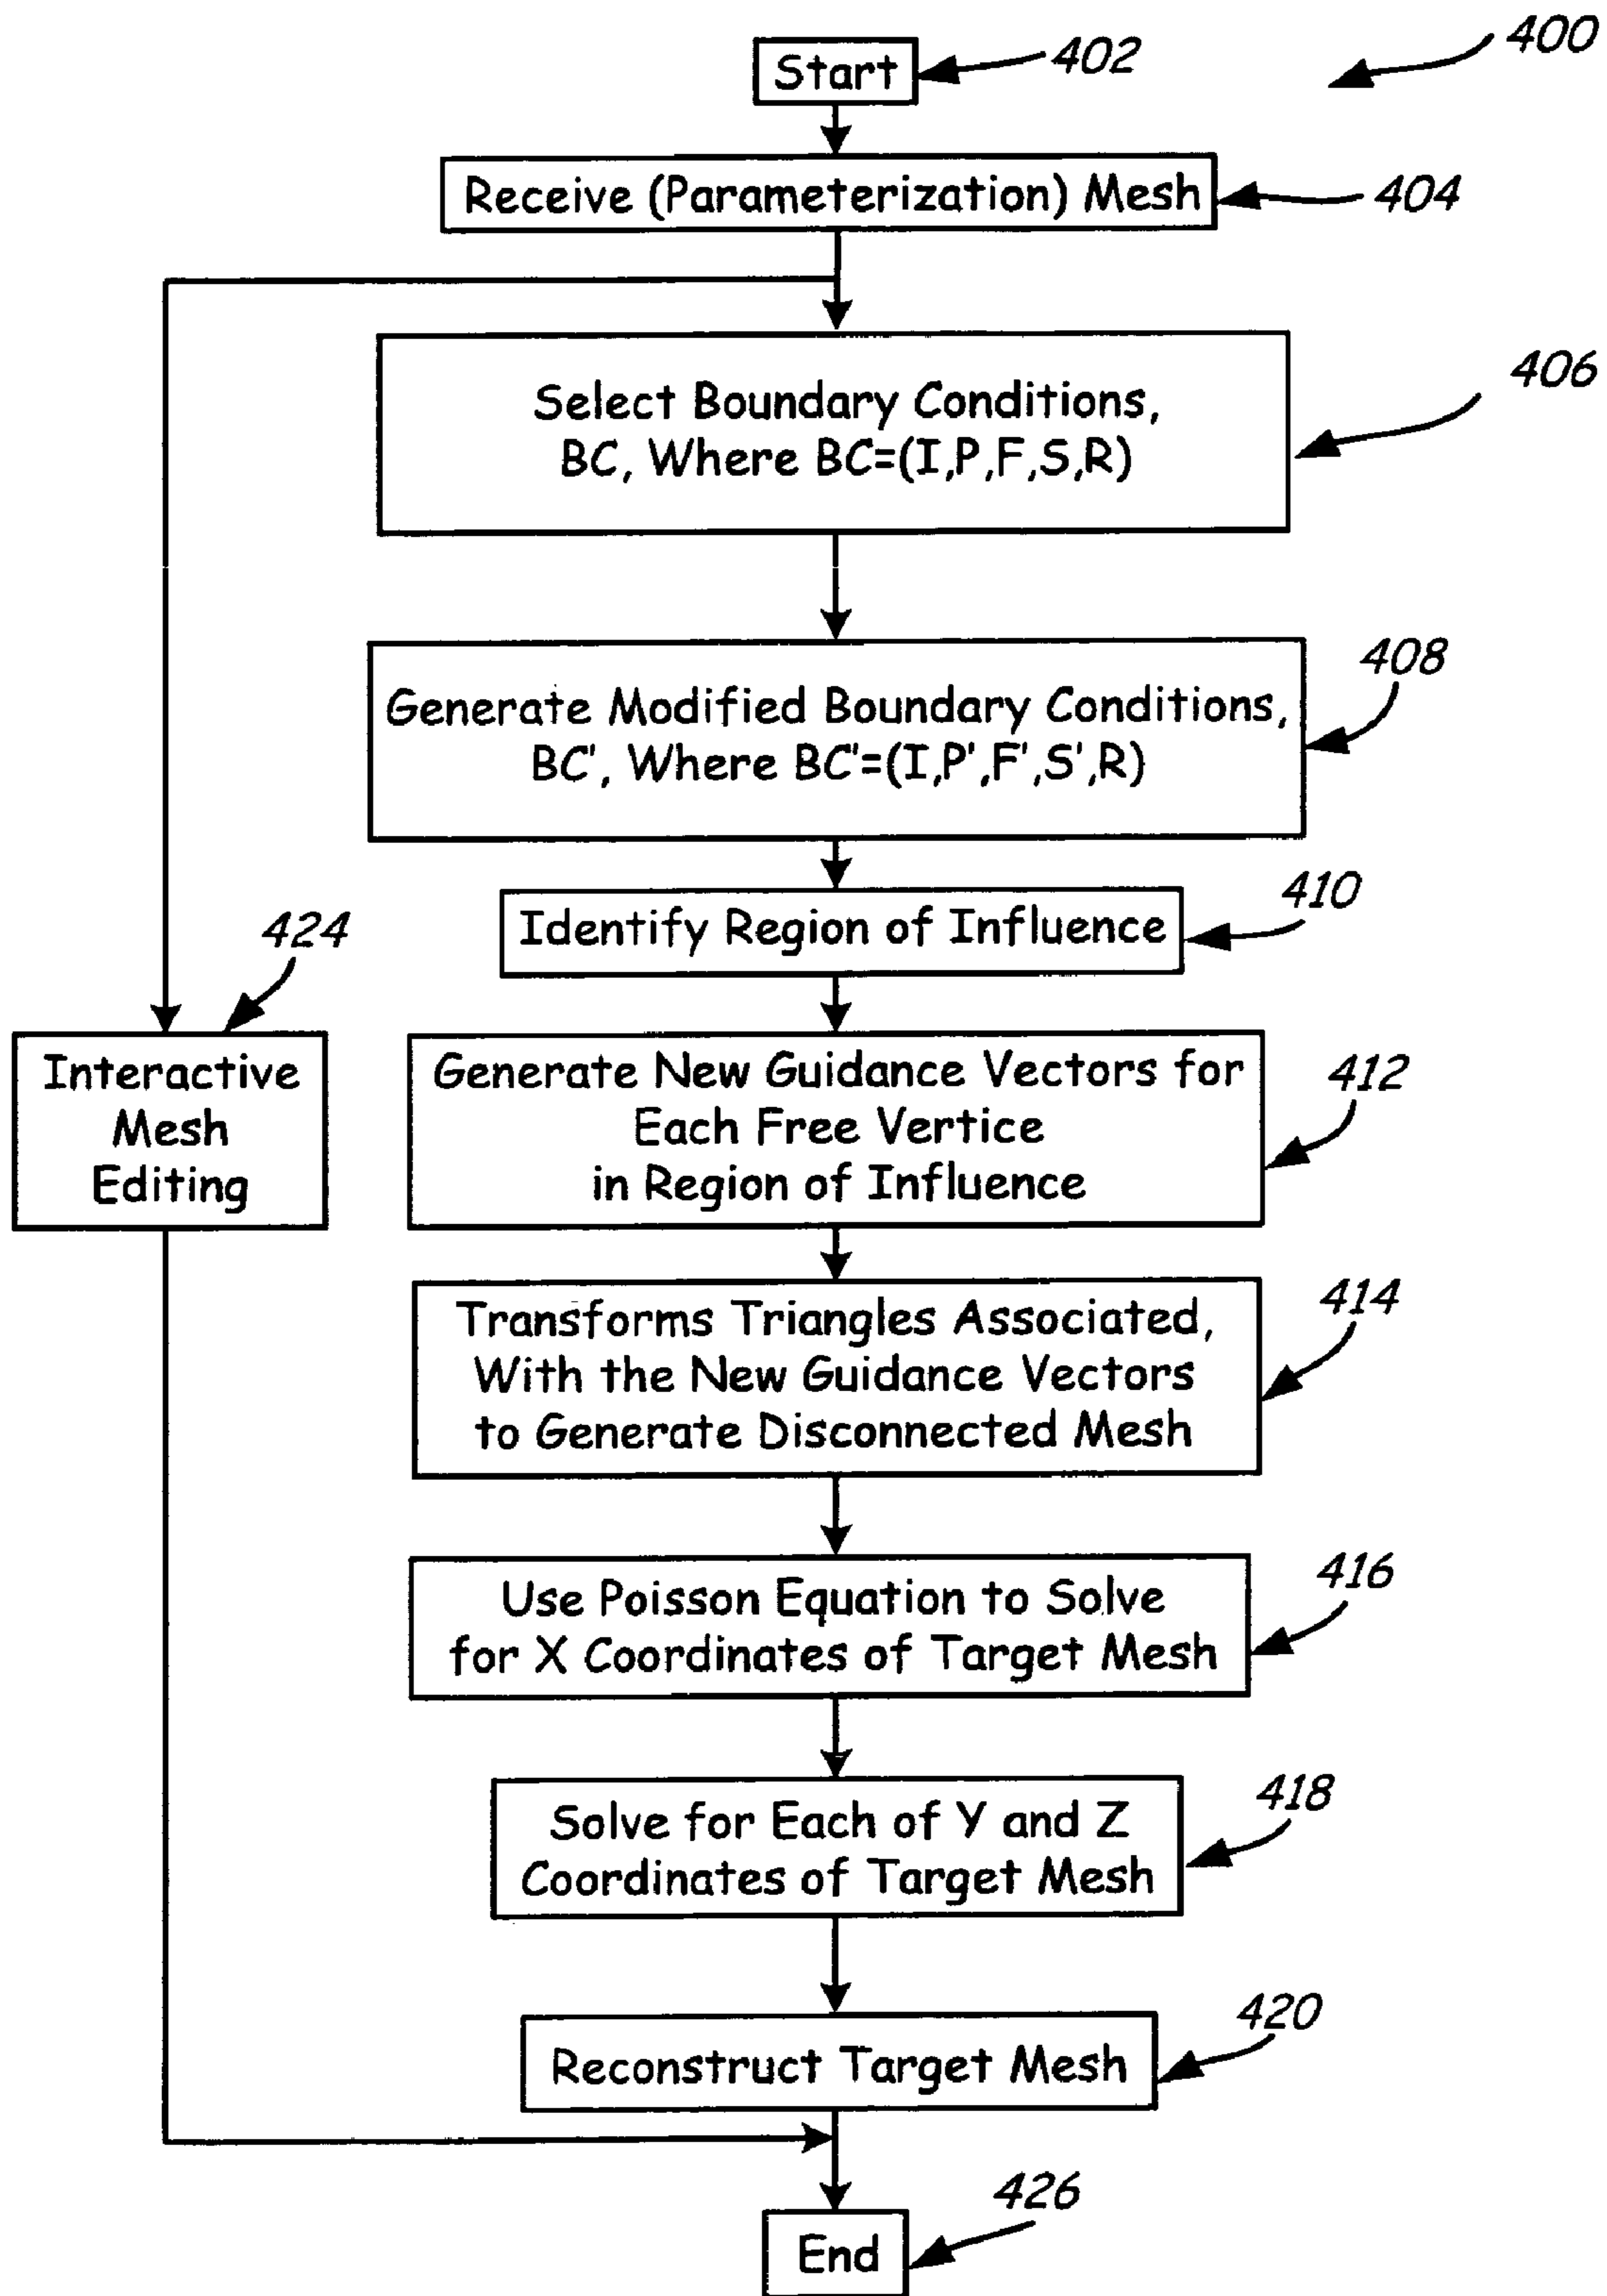 400
Start
402
Receive (Parameterization) Mesh
404
Select Boundary Conditions,
BC, Where BC=(I,P,F,S,R)
406
Generate Modified Boundary Conditions,
BC', Where BC'=(I,P',F',S',R)
408
Identify Region of Influence
410
424
Interactive
Mesh
Editing
Generate New Guidance Vectors for
Each Free Vertice
in Region of Influence
412
Transforms Triangles Associated,
With the New Guidance Vectors
to Generate Disconnected Mesh
414
Use Poisson Equation to Solve
for X Coordinates of Target Mesh
416
Solve for Each of Y and Z
Coordinates of Target Mesh
418
Reconstruct Target Mesh
420
End
426